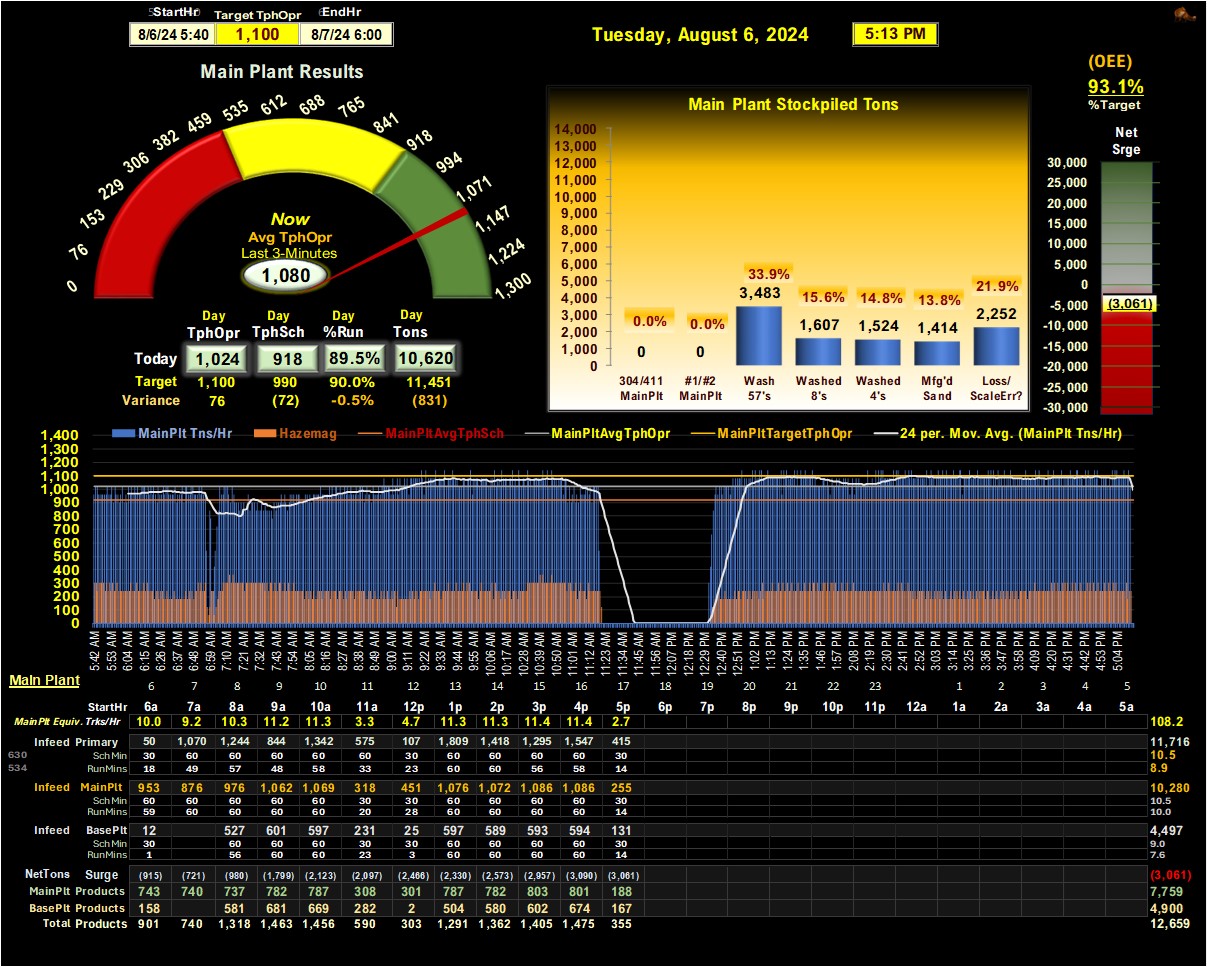 StartHr Target TphOpr EndHr
8/6/24 5:40 1,100 8/7/24 6:00
Tuesday, August 6, 2024 5:13 PM
Main Plant Results
0 76 153 229 306 382 459 535 612 688 765 841 918 994 1,071 1,147 1,224 1,300
Now
Avg TphOpr
Last 3-Minutes
1,080
Day Day Day Day
TphOpr TphSch %Run Tons
Today 1,024 918 89.5% 10,620
Target 1,100 990 90.0% 11,451
Variance 76 (72) -0.5% (831)
Main Plant Stockpiled Tons
14,000
13,000
12,000
11,000
10,000
9,000
8,000
7,000
6,000
5,000
4,000
3,000
2,000
1,000
0
0.0% 0.0% 33.9% 15.6% 14.8% 13.8% 21.9%
0 0 3,483 1,607 1,524 1,414 2,252
304/411 #1/#2 Wash Washed Washed Mfg'd Loss/
MainPlt MainPlt 57's 8's 4's Sand ScaleErr?
(OEE)
93.1%
%Target
Net
Srge
30,000
25,000
20,000
15,000
10,000
5,000
0
-5,000
-10,000
-15,000
-20,000
-25,000
-30,000
(3,061)
MainPlt Tns/Hr Hazemag MainPltAvgTphSch MainPltAvgTphOpr MainPltTargetTphOpr 24 per. Mov. Avg. (MainPlt Tns/Hr)
1,400
1,300
1,200
1,100
1,000
900
800
700
600
500
400
300
200
100
0
5:42 AM 5:53 AM 6:04 AM 6:15 AM 6:26 AM 6:37 AM 6:48 AM 6:59 AM 7:10 AM 7:21 AM 7:32 AM 7:43 AM 7:54 AM 8:05 AM 8:16 AM 8:27 AM 8:38 AM 8:49 AM 9:00 AM 9:11 AM 9:22 AM 9:33 AM 9:44 AM 9:55 AM 10:06 AM 10:17 AM 10:28 AM 10:39 AM 10:50 AM 11:01 AM 11:12 AM 11:23 AM 11:34 AM 11:45 AM 11:56 AM 12:07 PM 12:18 PM 12:29 PM 12:40 PM 12:51 PM 1:02 PM 1:13 PM 1:24 PM 1:35 PM 1:46 PM 1:57 PM 2:08 PM 2:19 PM 2:30 PM 2:41 PM 2:52 PM 3:03 PM 3:14 PM 3:25 PM 3:36 PM 3:47 PM 3:58 PM 4:09 PM 4:20 PM 4:31 PM 4:42 PM 4:53 PM 5:04 PM
Main Plant
6 7 8 9 10 11 12 13 14 15 16 17 18 19 20 21 22 23 1 2 3 4 5
StartHr 6a 7a 8a 9a 10a 11a 12p 1p 2p 3p 4p 5p 6p 7p 8p 9p 10p 11p 12a 1a 2a 3a 4a 5a
MainPlt Equiv. Trks/Hr 10.0 9.2 10.3 11.2 11.3 3.3 4.7 11.3 11.3 11.4 11.4 2.7 108.2
Infeed Primary 50 1,070 1,244 844 1,342 575 107 1,809 1,418 1,295 1,547 415 11,716
630 SchMin 30 60 60 60 60 60 30 60 60 60 60 30 10.5
534 RunMins 18 49 57 48 58 33 23 60 60 56 58 14 8.9
Infeed MainPlt 953 876 976 1,062 1,069 318 451 1,076 1,072 1,086 1,086 255 10,280
SchMin 60 60 60 60 60 30 30 60 60 60 60 30 10.5
RunMins 59 60 60 60 60 20 28 60 60 60 60 14 10.0
Infeed BasePlt 12 527 601 597 231 25 597 589 593 594 131 4,497
SchMin 30 60 60 60 30 30 60 60 60 60 30 9.0
RunMins 1 56 60 60 23 3 60 60 60 60 14 7.6
NetTons Surge (915) (721) (980) (1,799) (2,123) (2,097) (2,466) (2,330) (2,573) (2,957) (3,090) (3,061) (3,061)
MainPlt Products 743 740 737 782 787 308 301 787 782 803 801 188 7,759
BasePlt Products 158 581 681 669 282 2 504 580 602 674 167 4,900
Total Products 901 740 1,318 1,463 1,456 590 303 1,291 1,362 1,405 1,475 355 12,659